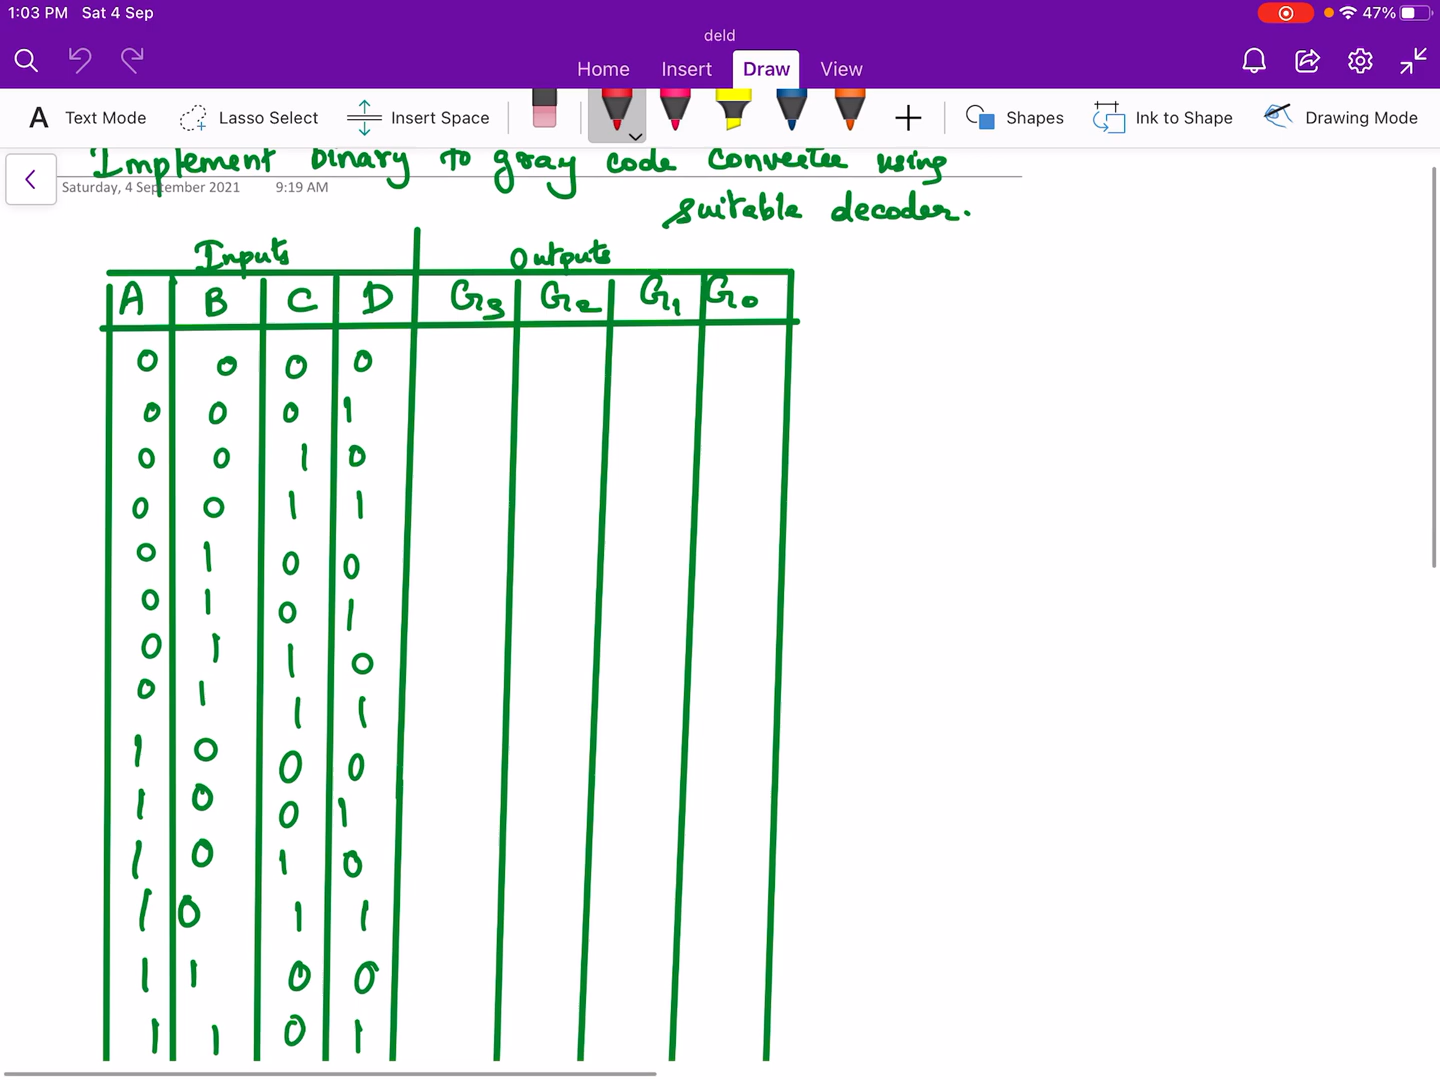 1:03 PM Sat 4 Sep 47%
deld
Home Insert Draw View
A Text Mode Lasso Select Insert Space Shapes Ink to Shape Drawing Mode
Implement binary to gray code converter using
Saturday, 4 September 2021 9:19 AM
suitable decoder.
Inputs Outputs
A B C D G3 G2 G1 G0
0 0 0 0
0 0 0 1
0 0 1 0
0 0 1 1
0 1 0 0
0 1 0 1
0 1 1 0
0 1 1 1
1 0 0 0
1 0 0 1
1 0 1 0
1 0 1 1
1 1 0 0
1 1 0 1